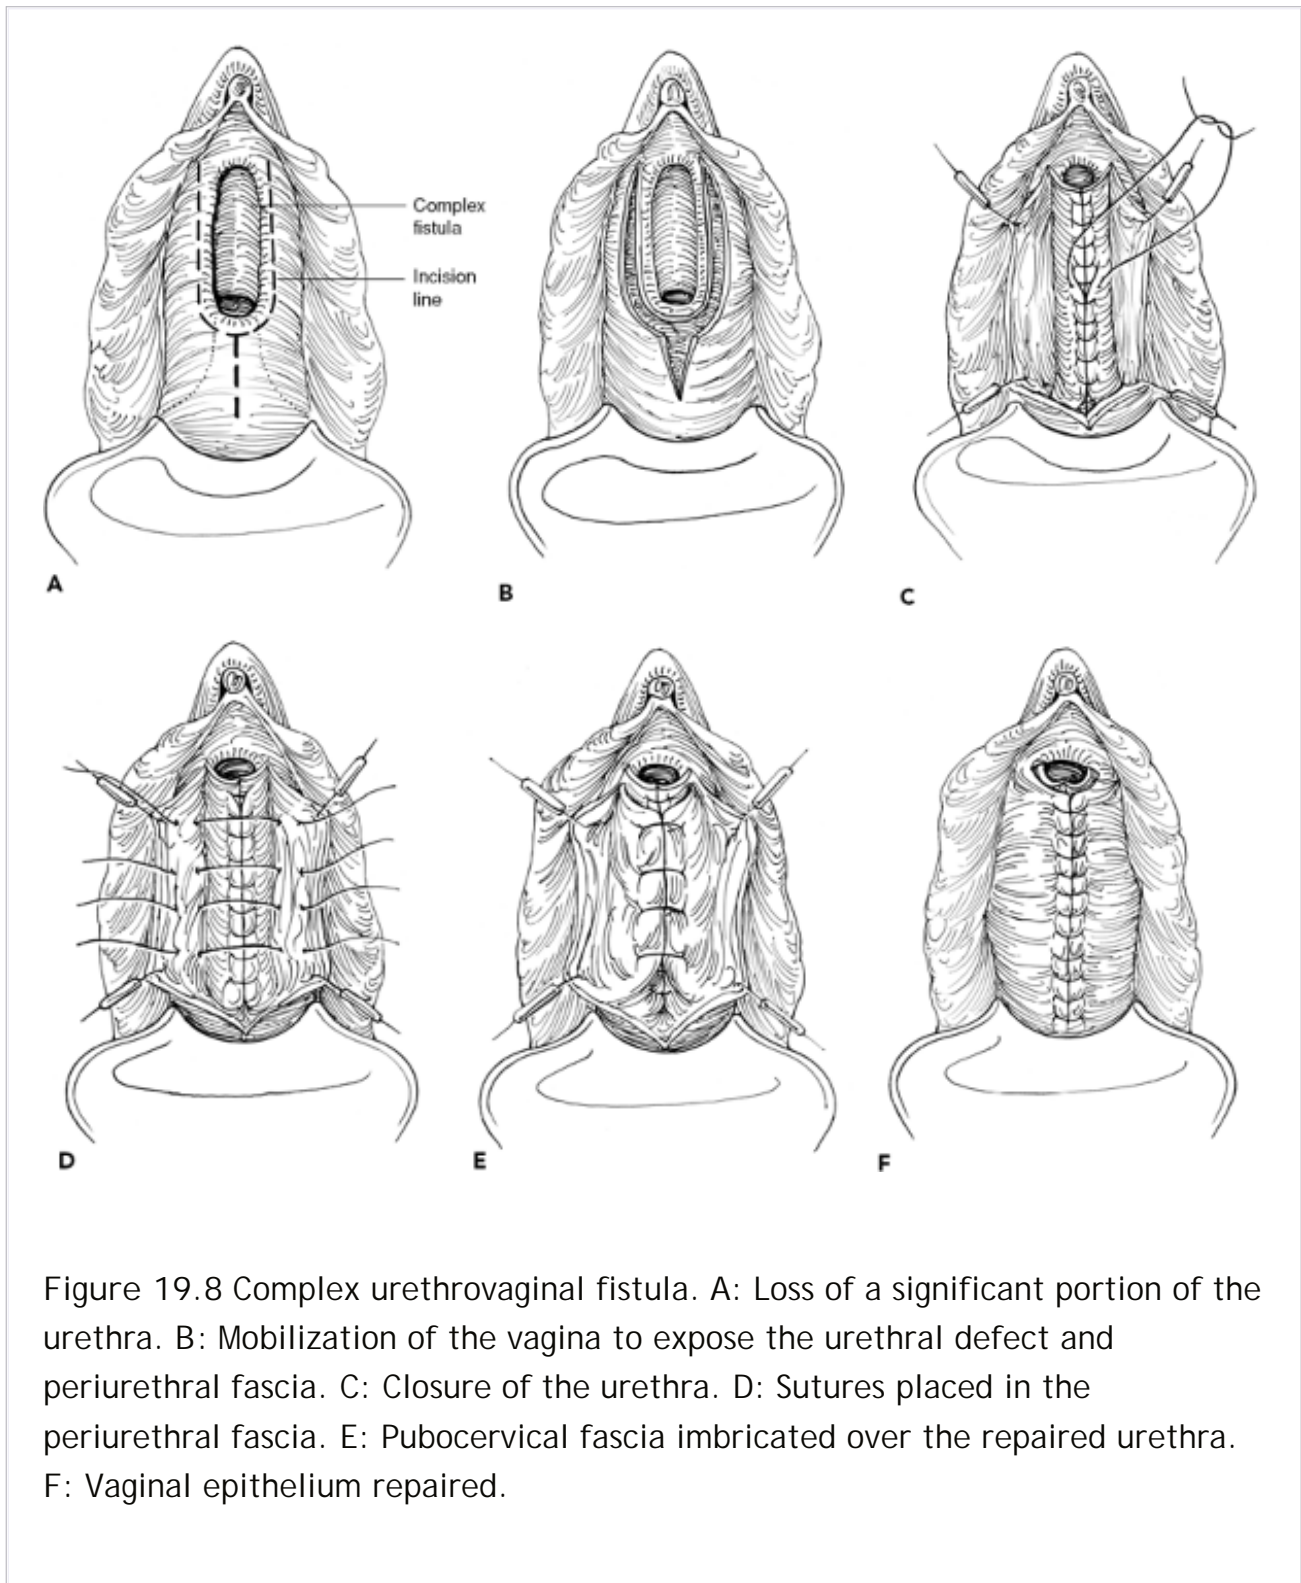 Complex
fistula
Incision
line
A
B
C
D
E
F
Figure 19.8 Complex urethrovaginal fistula. A: Loss of a significant portion of the
urethra. B: Mobilization of the vagina to expose the urethral defect and
periurethral fascia. C: Closure of the urethra. D: Sutures placed in the
periurethral fascia. E: Pubocervical fascia imbricated over the repaired urethra.
F: Vaginal epithelium repaired.